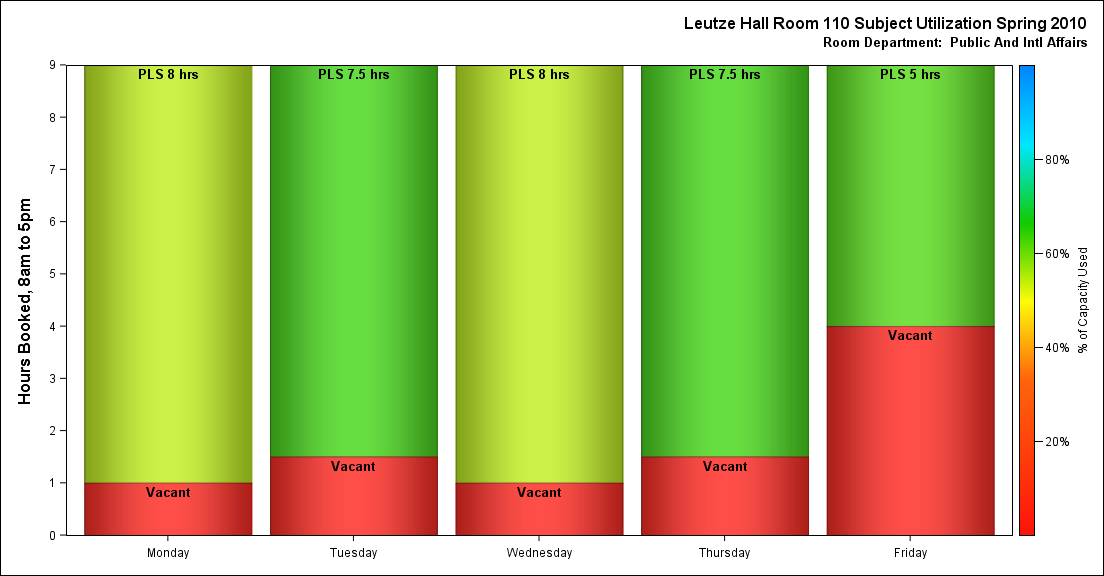 Leutze Hall Room 110 Subject Utilization Spring 2010
Room Department:  Public And Intl Affairs
Hours Booked, 8am to 5pm
9
8
7
6
5
4
3
2
1
0
PLS 8 hrs
PLS 7.5 hrs
PLS 8 hrs
PLS 7.5 hrs
PLS 5 hrs
Vacant
Vacant
Vacant
Vacant
Vacant
Monday
Tuesday
Wednesday
Thursday
Friday
80%
60%
40%
20%
% of Capacity Used